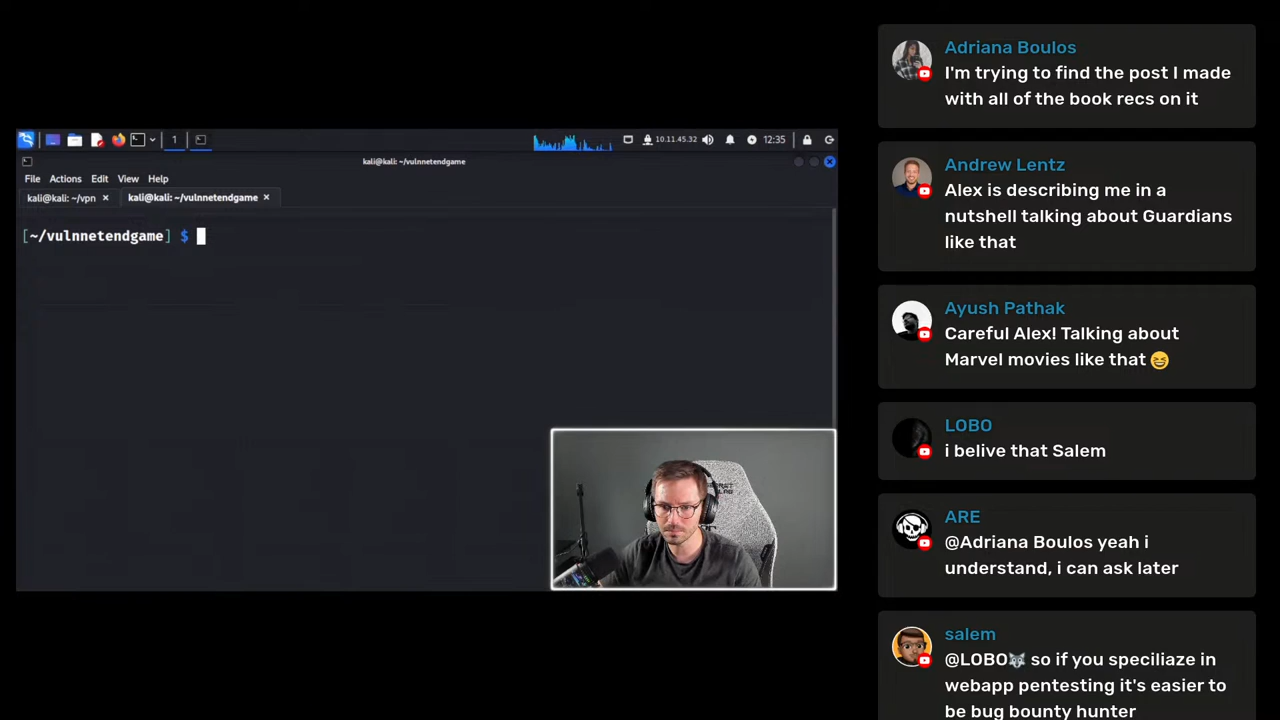 1
10.11.45.32
12:35
kali@kali: ~/vulnnetendgame
File Actions Edit View Help
kali@kali: ~/vpn
kali@kali: ~/vulnnetendgame
[~/vulnnetendgame] $
Adriana Boulos
I'm trying to find the post I made
with all of the book recs on it
Andrew Lentz
Alex is describing me in a
nutshell talking about Guardians
like that
Ayush Pathak
Careful Alex! Talking about
Marvel movies like that 😆
LOBO
i belive that Salem
ARE
@Adriana Boulos yeah i
understand, i can ask later
salem
@LOBO🐺 so if you speciliaze in
webapp pentesting it's easier to
be bug bounty hunter